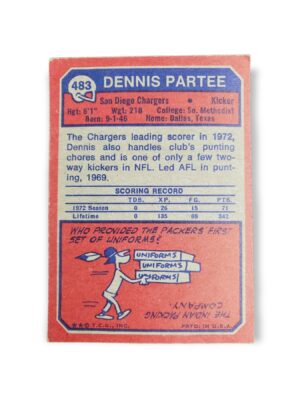 483 DENNIS PARTEE
San Diego Chargers • Kicker
Hgt: 6'1" Wgt: 218 College: So. Methodist
Born: 9-1-46 Home: Dallas, Texas
The Chargers leading scorer in 1972,
Dennis also handles club's punting
chores and is one of only a few two-
way kickers in NFL. Led AFL in punt-
ing, 1969.
SCORING RECORD
TDS. XP. FG. PTS.
1972 Season 0 26 15 71
Lifetime 0 135 69 342
WHO PROVIDED THE PACKERS' FIRST
SET OF UNIFORMS?
UNIFORMS
UNIFORMS
UNIFORMS
THE INDIAN PACKING
COMPANY.
T.C.G., INC. PRTD. IN U.S.A.